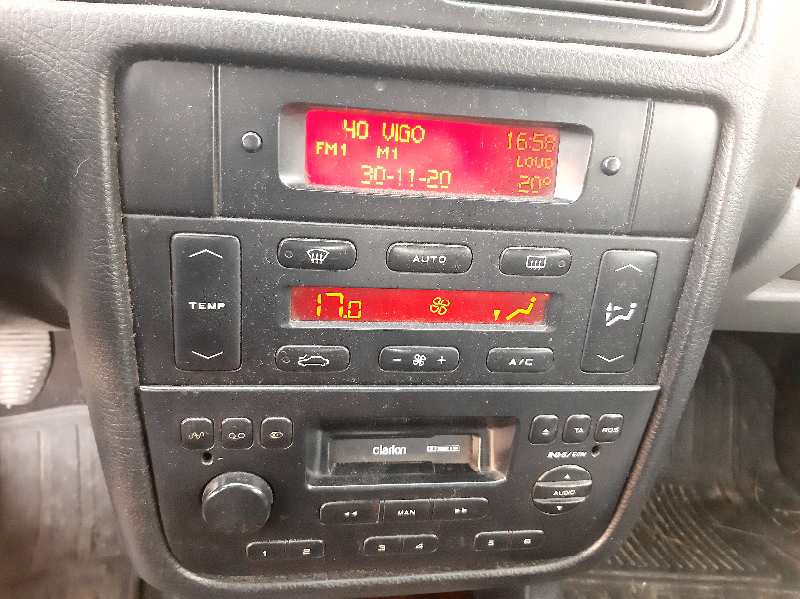 40 VIGO
16:58
FM1 M1
LOUD
30-11-20
20°
AUTO
TEMP
17.0
- +
A/C
clarion
TA RDS
AUDIO
MAN
1 2 3 4 5 6